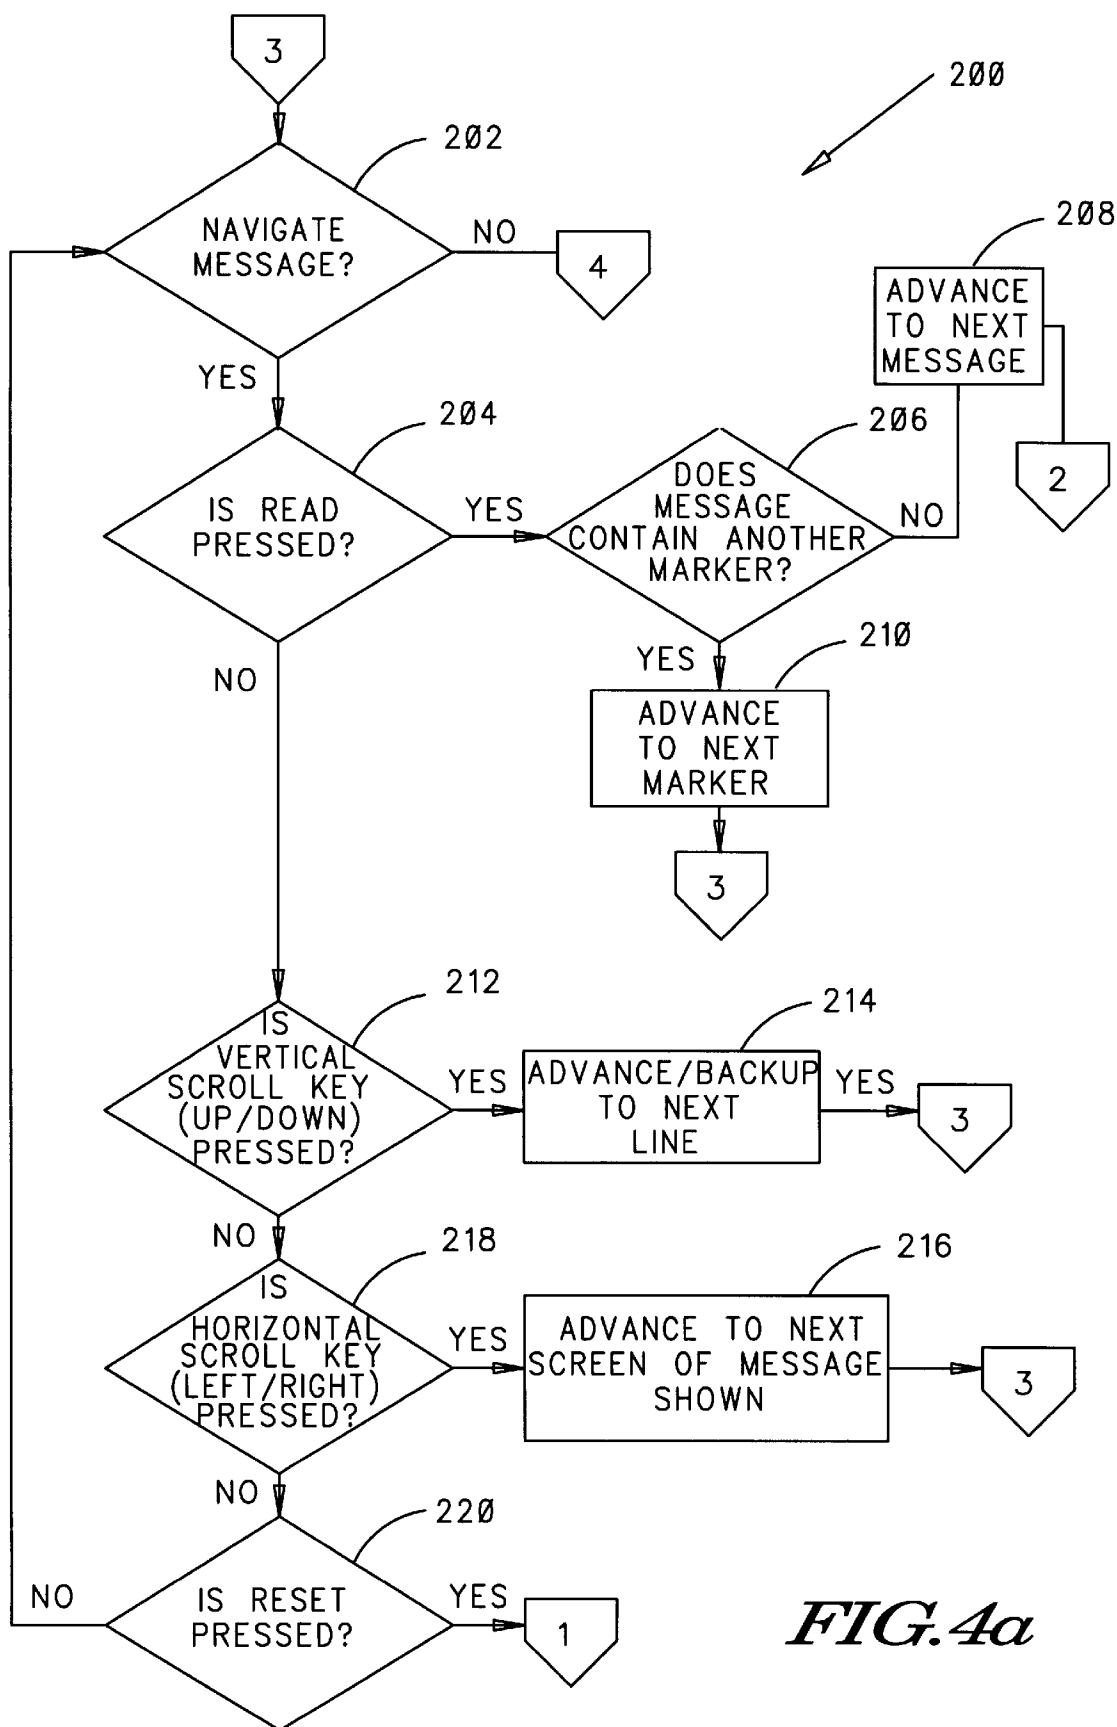 3
200
202
NAVIGATE
MESSAGE?
NO
4
YES
208
ADVANCE
TO NEXT
MESSAGE
2
204
IS READ
PRESSED?
YES
206
DOES
MESSAGE
CONTAIN ANOTHER
MARKER?
NO
NO
YES
210
ADVANCE
TO NEXT
MARKER
3
212
IS
VERTICAL
SCROLL KEY
(UP/DOWN)
PRESSED?
YES
214
ADVANCE/BACKUP
TO NEXT
LINE
YES
3
NO
218
IS
HORIZONTAL
SCROLL KEY
(LEFT/RIGHT)
PRESSED?
YES
216
ADVANCE TO NEXT
SCREEN OF MESSAGE
SHOWN
3
NO
220
NO
IS RESET
PRESSED?
YES
1
FIG.4a